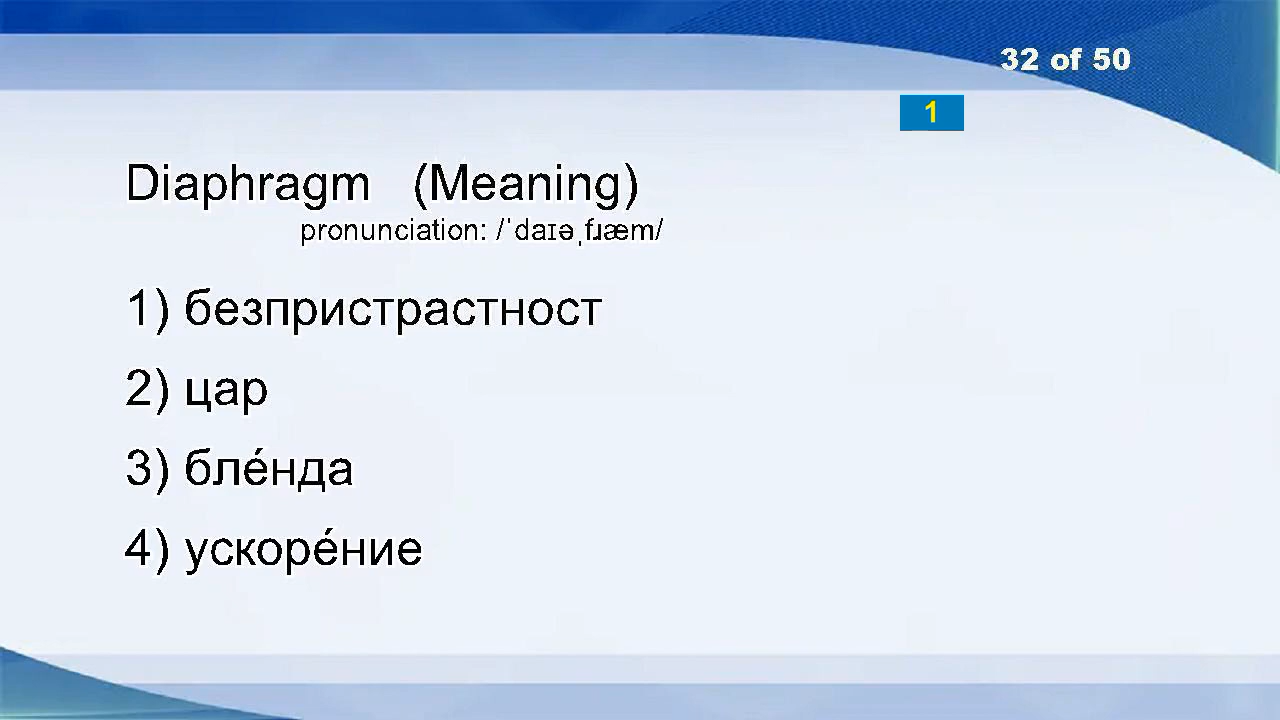 32 of 50
1
Diaphragm (Meaning)
pronunciation: /ˈdaɪəˌfɹæm/
1) безпристрастност
2) цар
3) бле́нда
4) ускоре́ние